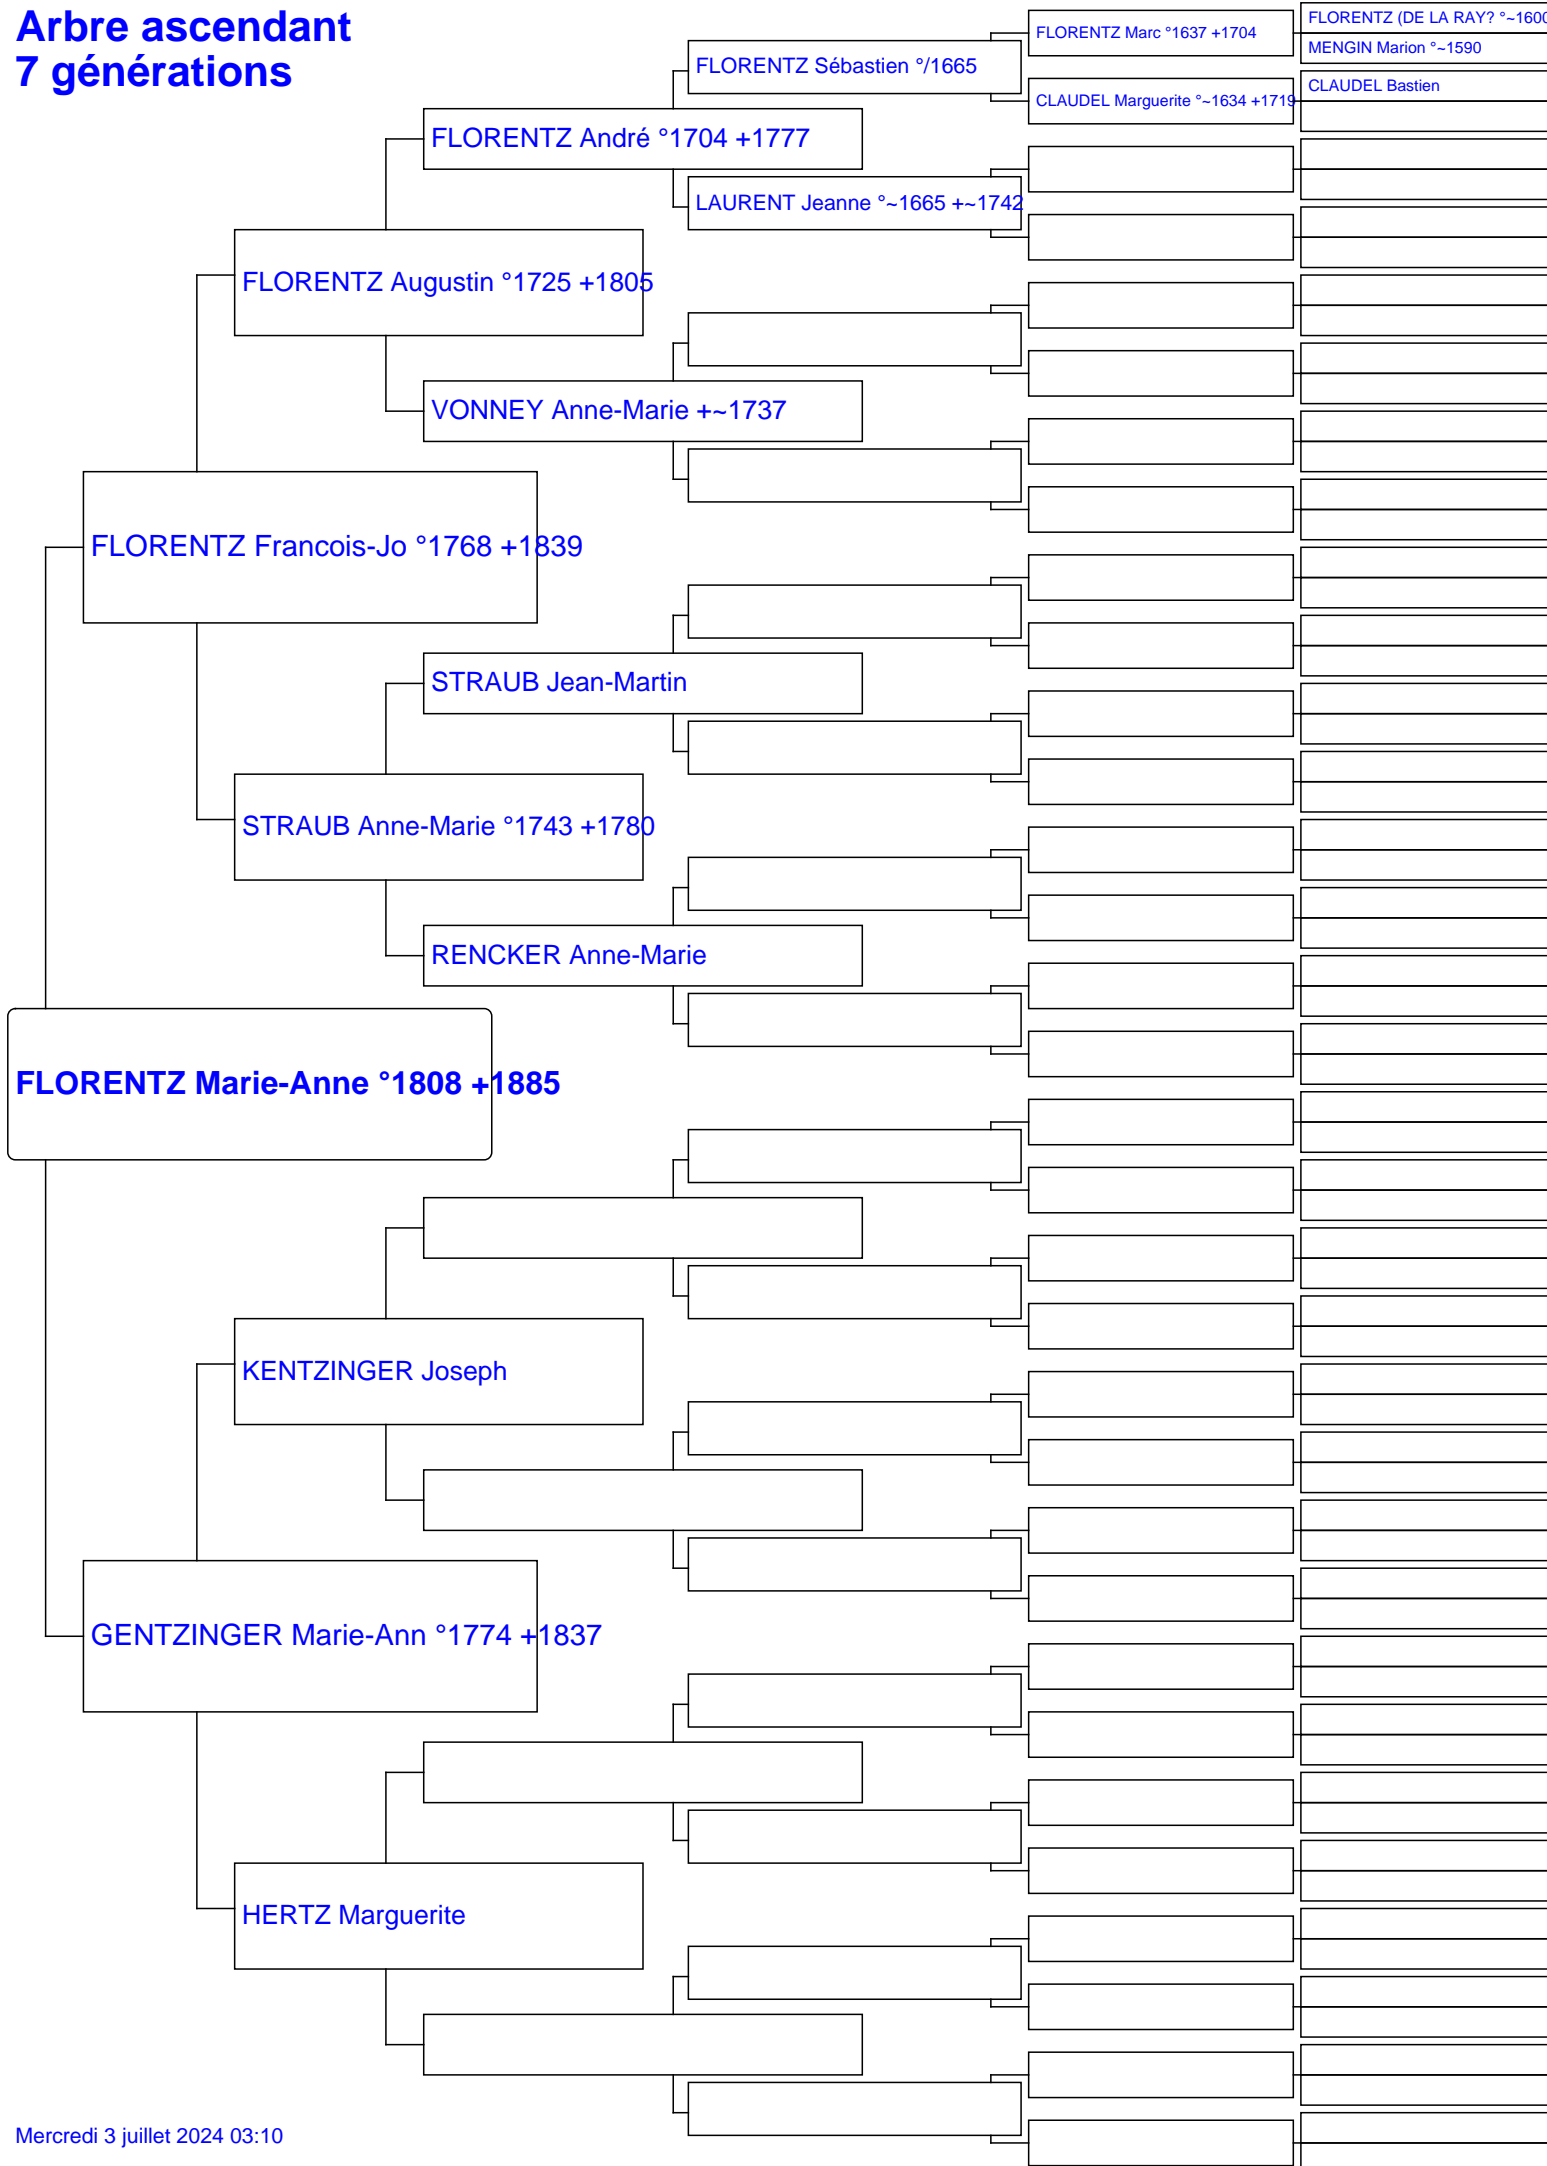 Arbre ascendant
7 générations
FLORENTZ Marie-Anne °1808 +1885
FLORENTZ Francois-Jo °1768 +1839
GENTZINGER Marie-Ann °1774 +1837
FLORENTZ Augustin °1725 +1805
STRAUB Anne-Marie °1743 +1780
KENTZINGER Joseph
HERTZ Marguerite
FLORENTZ André °1704 +1777
VONNEY Anne-Marie +~1737
STRAUB Jean-Martin
RENCKER Anne-Marie
FLORENTZ Sébastien °/1665
LAURENT Jeanne °~1665 +~1742
FLORENTZ Marc °1637 +1704
CLAUDEL Marguerite °~1634 +1719
FLORENTZ (DE LA RAY? °~1600
MENGIN Marion °~1590
CLAUDEL Bastien
Mercredi 3 juillet 2024 03:10